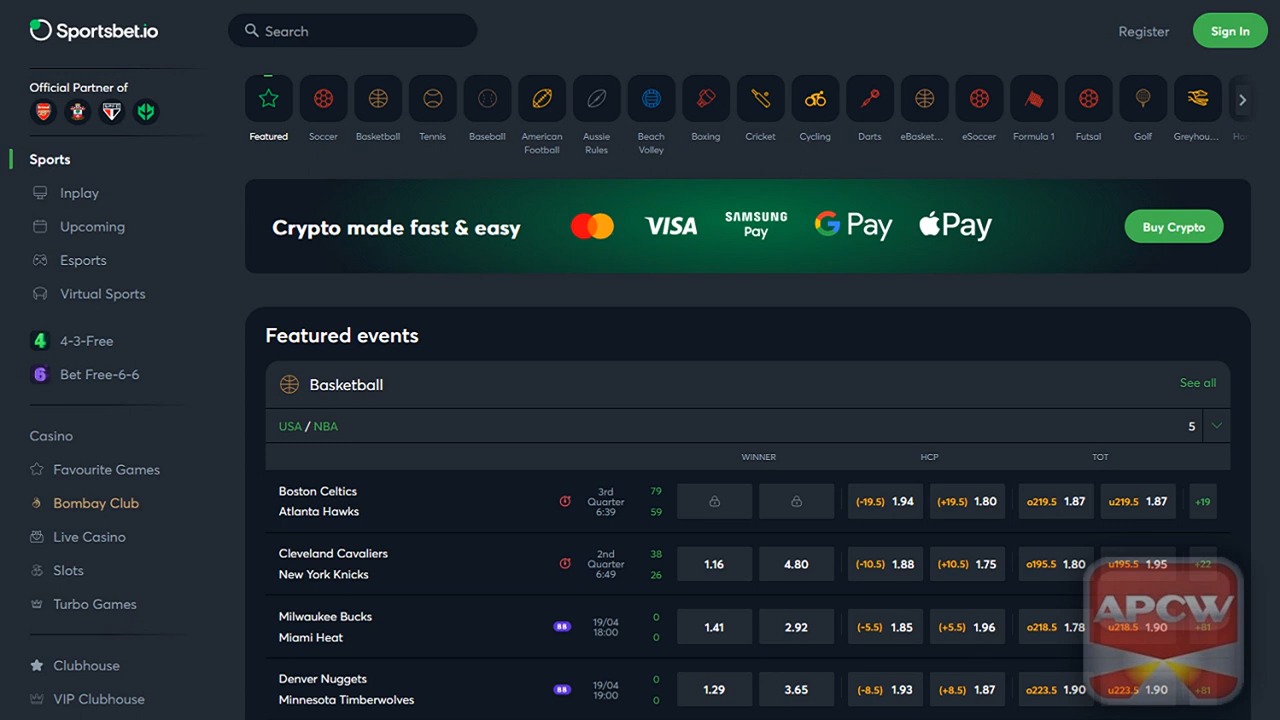 Sportsbet.io
Search
Register
Sign In
Official Partner of
Featured
Soccer
Basketball
Tennis
Baseball
American
Football
Aussie
Rules
Beach
Volley
Boxing
Cricket
Cycling
Darts
eBasket...
eSoccer
Formula 1
Futsal
Golf
Greyhou...
Sports
Inplay
Upcoming
Esports
Virtual Sports
4 4-3-Free
6 Bet Free-6-6
Casino
Favourite Games
Bombay Club
Live Casino
Slots
Turbo Games
Clubhouse
VIP Clubhouse
Crypto made fast & easy
VISA
SAMSUNG
Pay
G Pay
Pay
Buy Crypto
Featured events
Basketball
See all
USA / NBA
5
WINNER HCP TOT
Boston Celtics
Atlanta Hawks
3rd
Quarter
6:39
79
59
(-19.5) 1.94 (+19.5) 1.80 o219.5 1.87 u219.5 1.87 +19
Cleveland Cavaliers
New York Knicks
2nd
Quarter
6:49
38
26
1.16 4.80 (-10.5) 1.88 (+10.5) 1.75 o195.5 1.80 u195.5 1.95 +22
Milwaukee Bucks
Miami Heat
BB
19/04
18:00
0
0
1.41 2.92 (-5.5) 1.85 (+5.5) 1.96 o218.5 1.78 u218.5 1.90 +81
Denver Nuggets
Minnesota Timberwolves
BB
19/04
19:00
0
0
1.29 3.65 (-8.5) 1.93 (+8.5) 1.87 o223.5 1.90 u223.5 1.90 +81
APCW